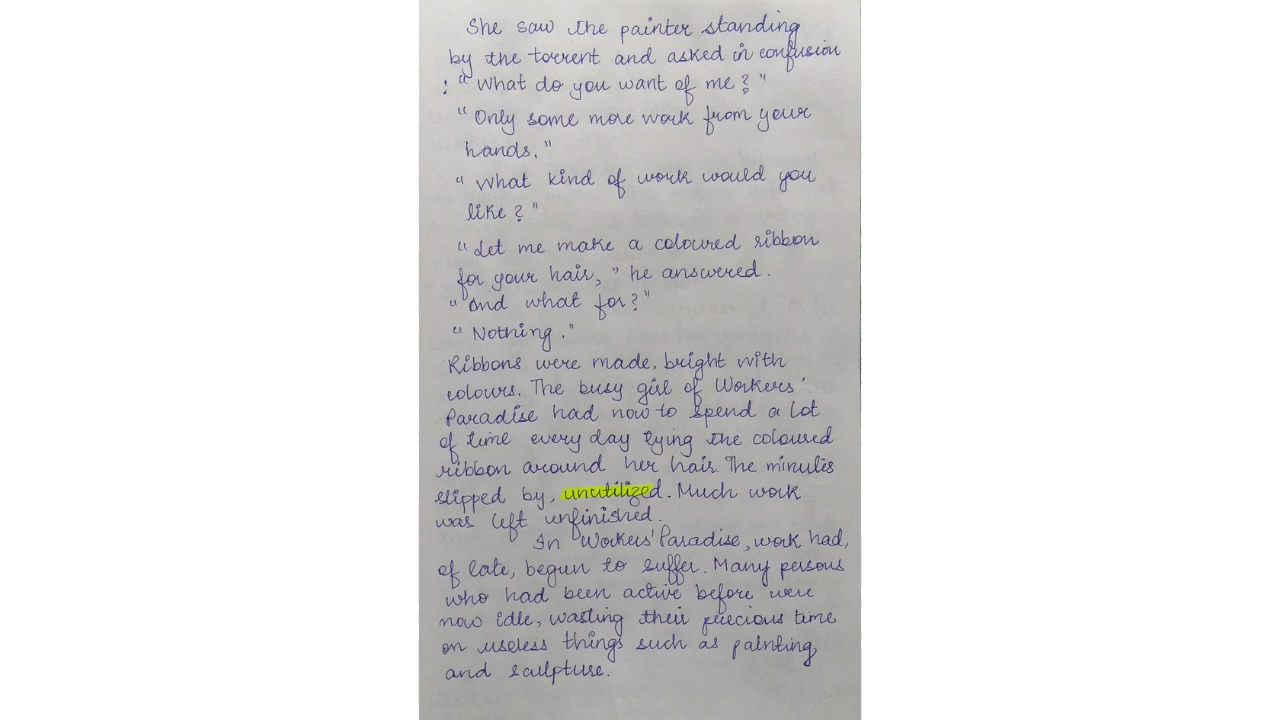 She saw the painter standing
by the torrent and asked in confusion
: "What do you want of me?"
"Only some more work from your
hands."
"What kind of work would you
like?"
"Let me make a coloured ribbon
for your hair," he answered.
"And what for?"
"Nothing."
Ribbons were made, bright with
colours. The busy girl of Workers'
Paradise had now to spend a lot
of time every day tying the coloured
ribbon around her hair. The minutes
slipped by, unutilized. Much work
was left unfinished.
In Workers' Paradise, work had,
of late, begun to suffer. Many persons
who had been active before were
now idle, wasting their precious time
on useless things such as painting
and sculpture.